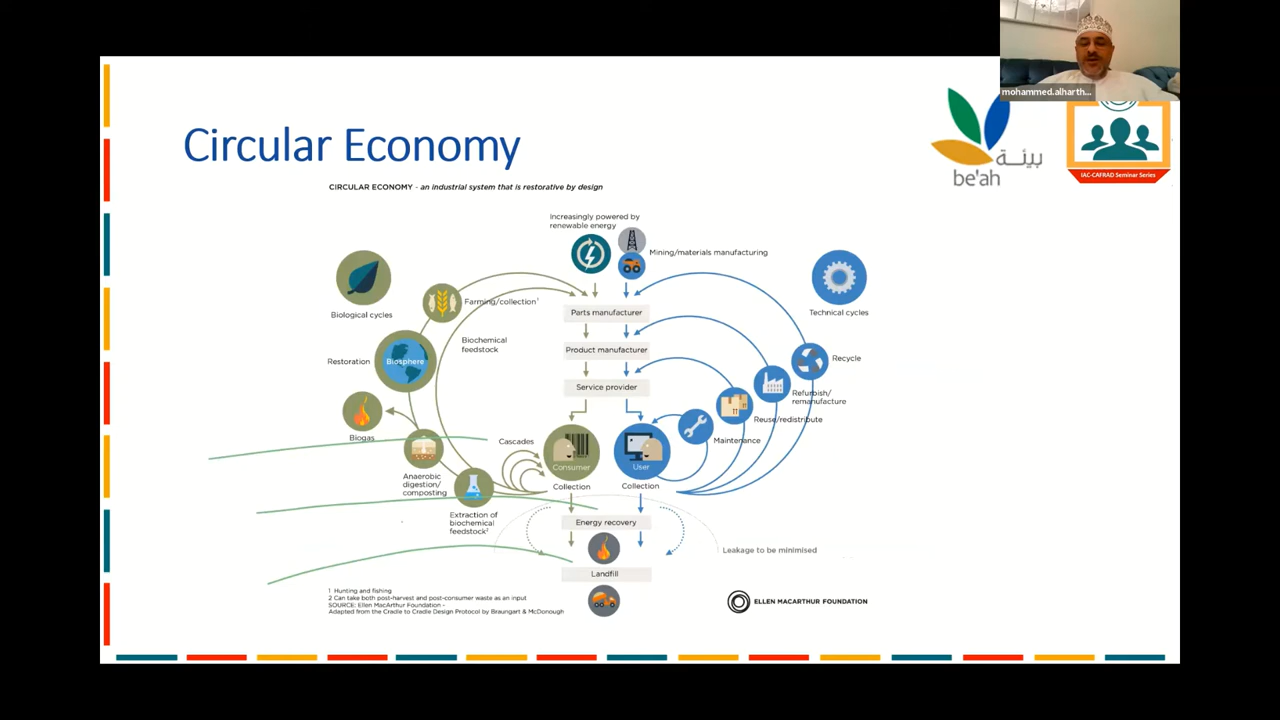 mohammed.alharth...
Circular Economy
بيئة
be'ah
IAC-CAFRAD Seminar Series
CIRCULAR ECONOMY - an industrial system that is restorative by design
Increasingly powered by
renewable energy
Mining/materials manufacturing
Biological cycles
Farming/collection¹
Parts manufacturer
Technical cycles
Biochemical
feedstock
Product manufacturer
Restoration
Biosphere
Recycle
Service provider
Refurbish/
remanufacture
Reuse/redistribute
Biogas
Cascades
Maintenance
Consumer
User
Anaerobic
digestion/
composting
Collection
Collection
Extraction of
biochemical
feedstock²
Energy recovery
Leakage to be minimised
Landfill
1 Hunting and fishing
2 Can take both post-harvest and post-consumer waste as an input
SOURCE: Ellen MacArthur Foundation -
Adapted from the Cradle to Cradle Design Protocol by Braungart & McDonough
ELLEN MACARTHUR FOUNDATION